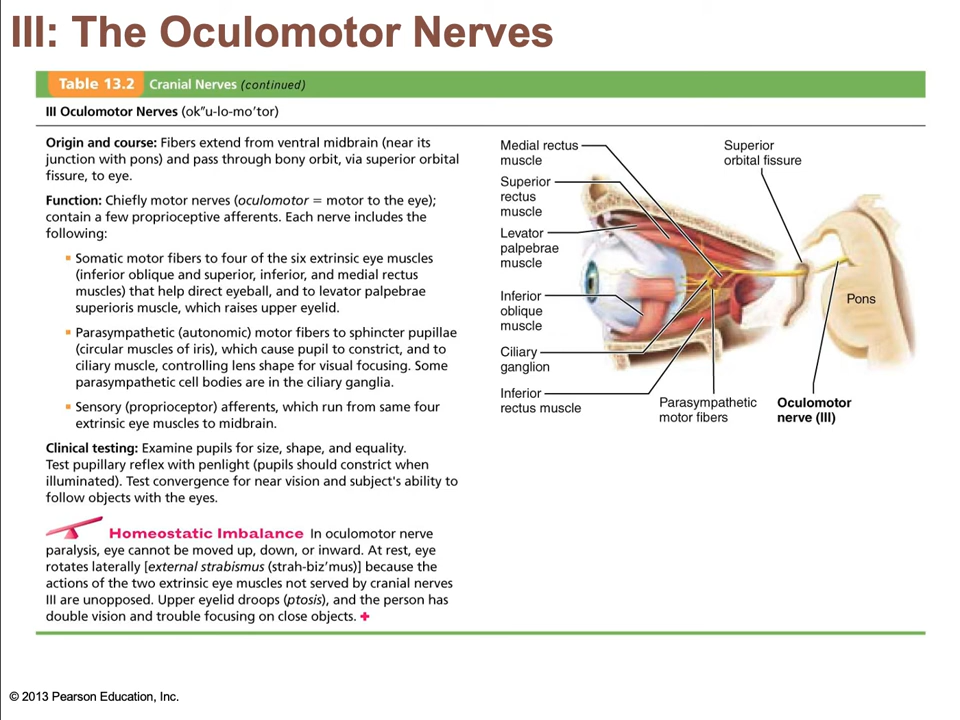 III: The Oculomotor Nerves
Table 13.2 Cranial Nerves (continued)
III Oculomotor Nerves (ok″u-lo-mo′tor)
Origin and course: Fibers extend from ventral midbrain (near its
junction with pons) and pass through bony orbit, via superior orbital
fissure, to eye.
Function: Chiefly motor nerves (oculomotor = motor to the eye);
contain a few proprioceptive afferents. Each nerve includes the
following:
▪ Somatic motor fibers to four of the six extrinsic eye muscles
(inferior oblique and superior, inferior, and medial rectus
muscles) that help direct eyeball, and to levator palpebrae
superioris muscle, which raises upper eyelid.
▪ Parasympathetic (autonomic) motor fibers to sphincter pupillae
(circular muscles of iris), which cause pupil to constrict, and to
ciliary muscle, controlling lens shape for visual focusing. Some
parasympathetic cell bodies are in the ciliary ganglia.
▪ Sensory (proprioceptor) afferents, which run from same four
extrinsic eye muscles to midbrain.
Clinical testing: Examine pupils for size, shape, and equality.
Test pupillary reflex with penlight (pupils should constrict when
illuminated). Test convergence for near vision and subject's ability to
follow objects with the eyes.
Homeostatic Imbalance In oculomotor nerve
paralysis, eye cannot be moved up, down, or inward. At rest, eye
rotates laterally [external strabismus (strah-biz′mus)] because the
actions of the two extrinsic eye muscles not served by cranial nerves
III are unopposed. Upper eyelid droops (ptosis), and the person has
double vision and trouble focusing on close objects. +
Medial rectus
muscle
Superior
rectus
muscle
Levator
palpebrae
muscle
Inferior
oblique
muscle
Ciliary
ganglion
Inferior
rectus muscle
Superior
orbital fissure
Pons
Parasympathetic
motor fibers
Oculomotor
nerve (III)
© 2013 Pearson Education, Inc.